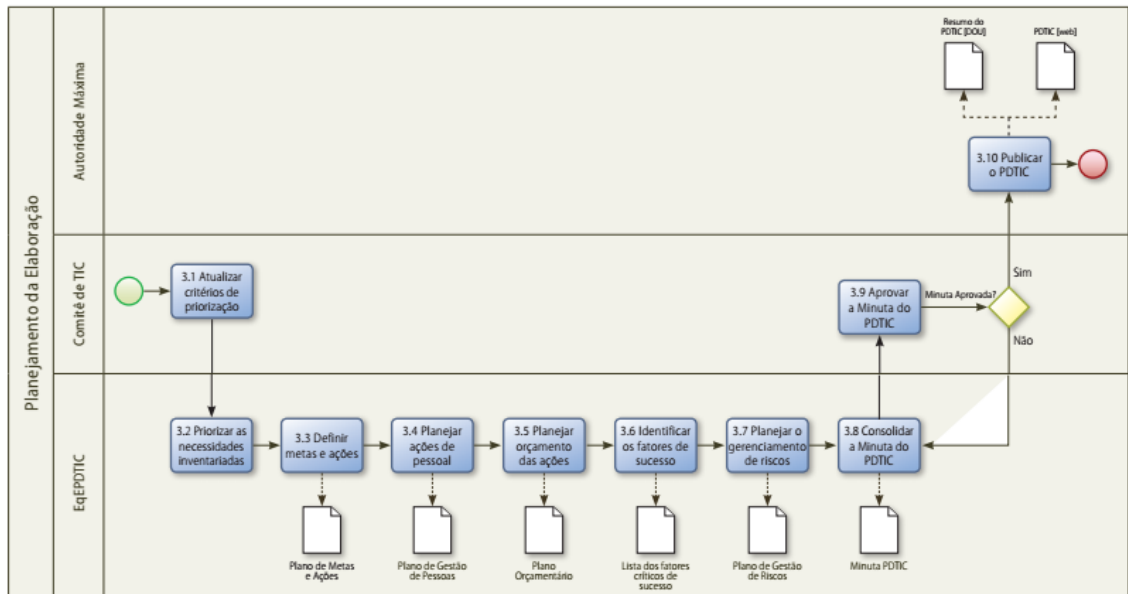 Planejamento da Elaboração
Autoridade Máxima
Resumo do
PDTIC [DOU]
PDTIC [web]
3.10 Publicar
o PDTIC
Comitê de TIC
3.1 Atualizar
critérios de
priorização
3.9 Aprovar
a Minuta do
PDTIC
Minuta Aprovada?
Sim
Não
EqEPDTIC
3.2 Priorizar as
necessidades
inventariadas
3.3 Definir
metas e ações
3.4 Planejar
ações de
pessoal
3.5 Planejar
orçamento
das ações
3.6 Identificar
os fatores de
sucesso
3.7 Planejar o
gerenciamento
de riscos
3.8 Consolidar
a Minuta do
PDTIC
Plano de Metas
e Ações
Plano de Gestão
de Pessoas
Plano
Orçamentário
Lista dos fatores
críticos de
sucesso
Plano de Gestão
de Riscos
Minuta PDTIC